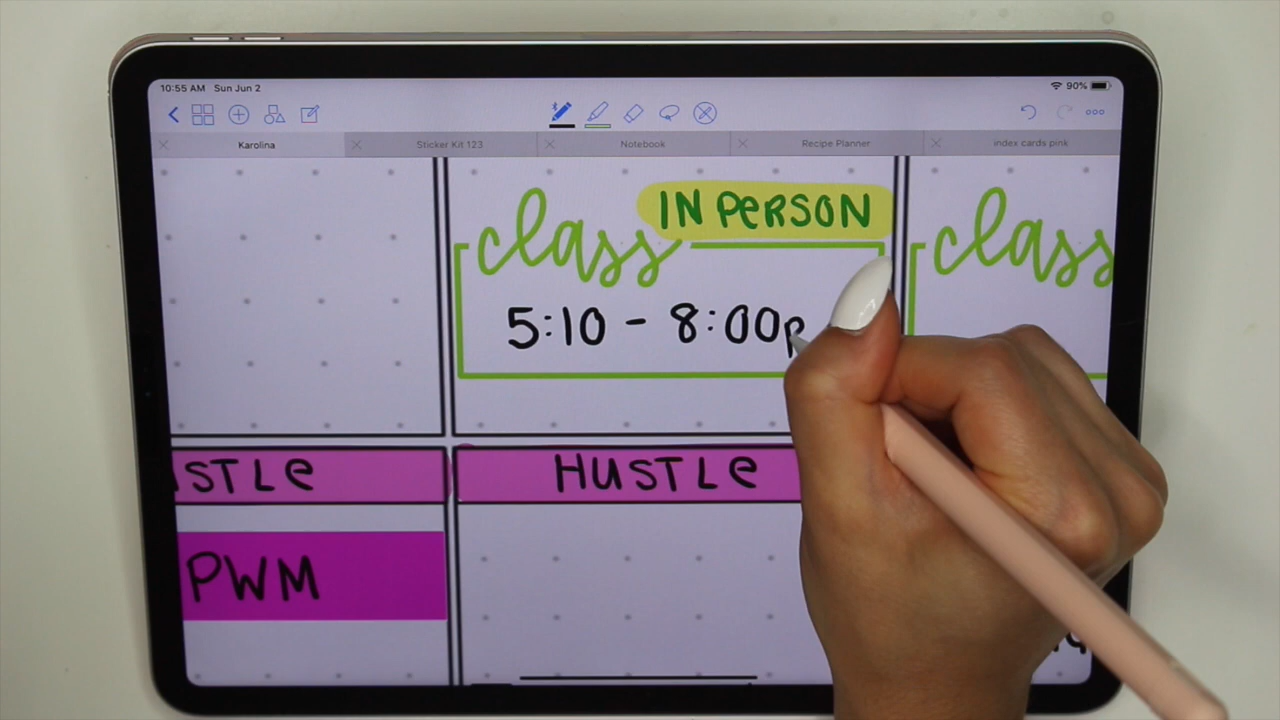 10:55 AM Sun Jun 2
90%
Karolina
Sticker Kit 123
Notebook
Recipe Planner
index cards pink
IN PERSON
class
class
5:10 - 8:00p
STLe
HUSTLe
PWM